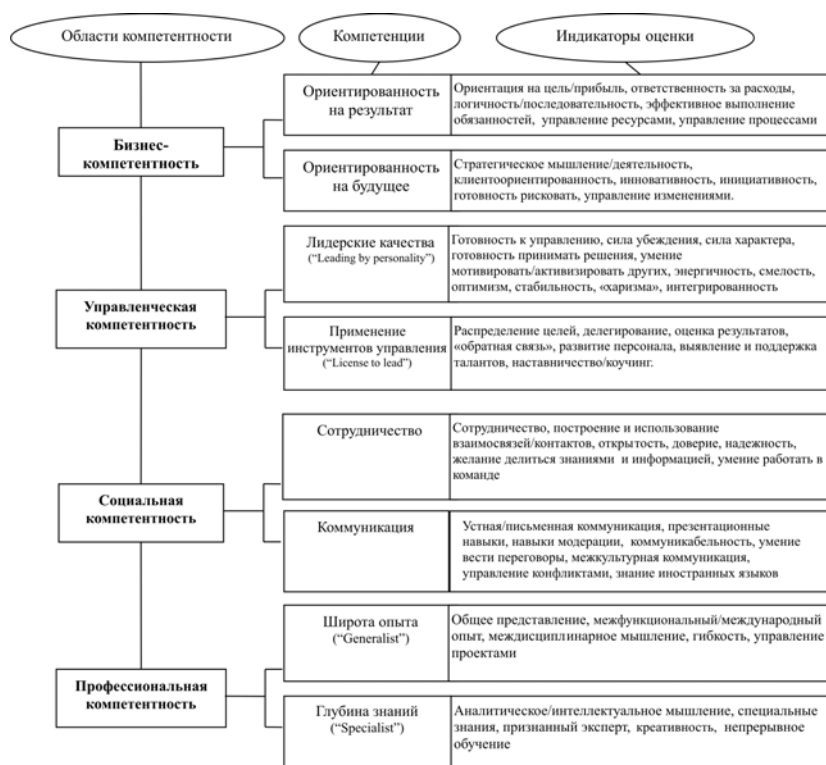 Области компетентности
Компетенции
Индикаторы оценки
Бизнес-
компетентность
Ориентированность
на результат
Ориентация на цель/прибыль, ответственность за расходы,
логичность/последовательность, эффективное выполнение
обязанностей, управление ресурсами, управление процессами
Ориентированность
на будущее
Стратегическое мышление/деятельность,
клиентоориентированность, инновативность, инициативность,
готовность рисковать, управление изменениями.
Управленческая
компетентность
Лидерские качества
(“Leading by personality”)
Готовность к управлению, сила убеждения, сила характера,
готовность принимать решения, умение
мотивировать/активизировать других, энергичность, смелость,
оптимизм, стабильность, «харизма», интегрированность
Применение
инструментов управления
(“License to lead”)
Распределение целей, делегирование, оценка результатов,
«обратная связь», развитие персонала, выявление и поддержка
талантов, наставничество/коучинг.
Социальная
компетентность
Сотрудничество
Сотрудничество, построение и использование
взаимосвязей/контактов, открытость, доверие, надежность,
желание делиться знаниями и информацией, умение работать в
команде
Коммуникация
Устная/письменная коммуникация, презентационные
навыки, навыки модерации, коммуникабельность, умение
вести переговоры, межкультурная коммуникация,
управление конфликтами, знание иностранных языков
Профессиональная
компетентность
Широта опыта
(“Generalist”)
Общее представление, межфункциональный/международный
опыт, междисциплинарное мышление, гибкость, управление
проектами
Глубина знаний
(“Specialist”)
Аналитическое/интеллектуальное мышление, специальные
знания, признанный эксперт, креативность, непрерывное
обучение